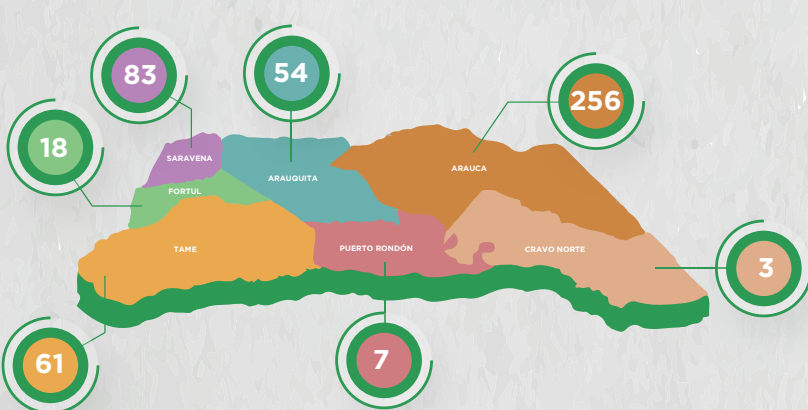 83
54
256
18
SARAVENA
ARAUQUITA
ARAUCA
FORTUL
TAME
PUERTO RONDÓN
CRAVO NORTE
3
61
7